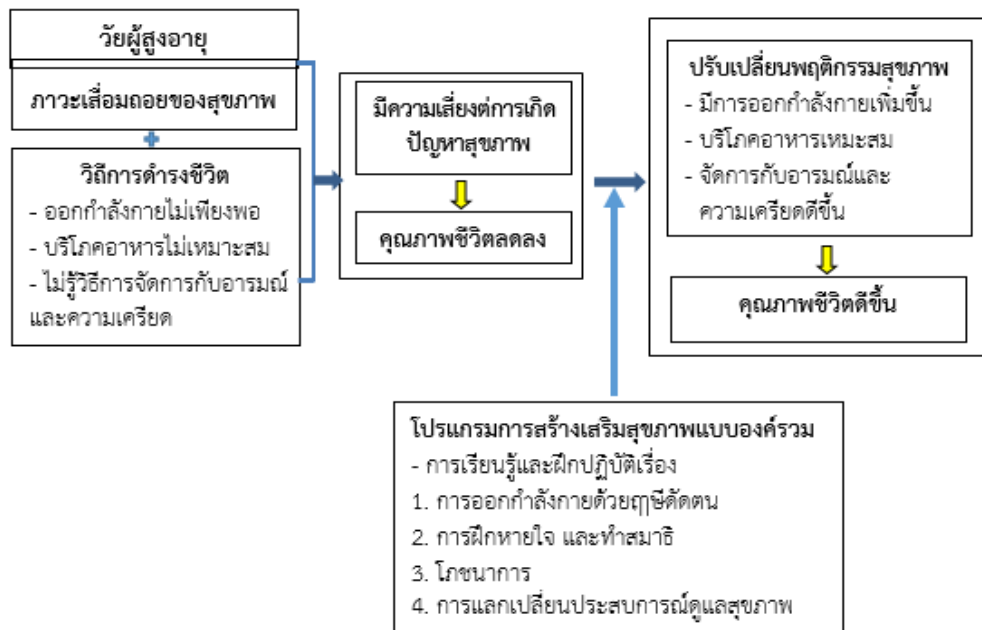 วัยผู้สูงอายุ
ภาวะเสื่อมถอยของสุขภาพ
วิถีการดำรงชีวิต
- ออกกำลังกายไม่เพียงพอ
- บริโภคอาหารไม่เหมาะสม
- ไม่รู้วิธีการจัดการกับอารมณ์
และความเครียด
มีความเสี่ยงต่การเกิด
ปัญหาสุขภาพ
คุณภาพชีวิตลดลง
ปรับเปลี่ยนพฤติกรรมสุขภาพ
- มีการออกกำลังกายเพิ่มขึ้น
- บริโภคอาหารเหมะสม
- จัดการกับอารมณ์และ
ความเครียดดีขึ้น
คุณภาพชีวิตดีขึ้น
โปรแกรมการสร้างเสริมสุขภาพแบบองค์รวม
- การเรียนรู้และฝึกปฏิบัติเรื่อง
1. การออกกำลังกายด้วยฤๅษีดัดตน
2. การฝึกหายใจ และทำสมาธิ
3. โภชนาการ
4. การแลกเปลี่ยนประสบการณ์ดูแลสุขภาพ